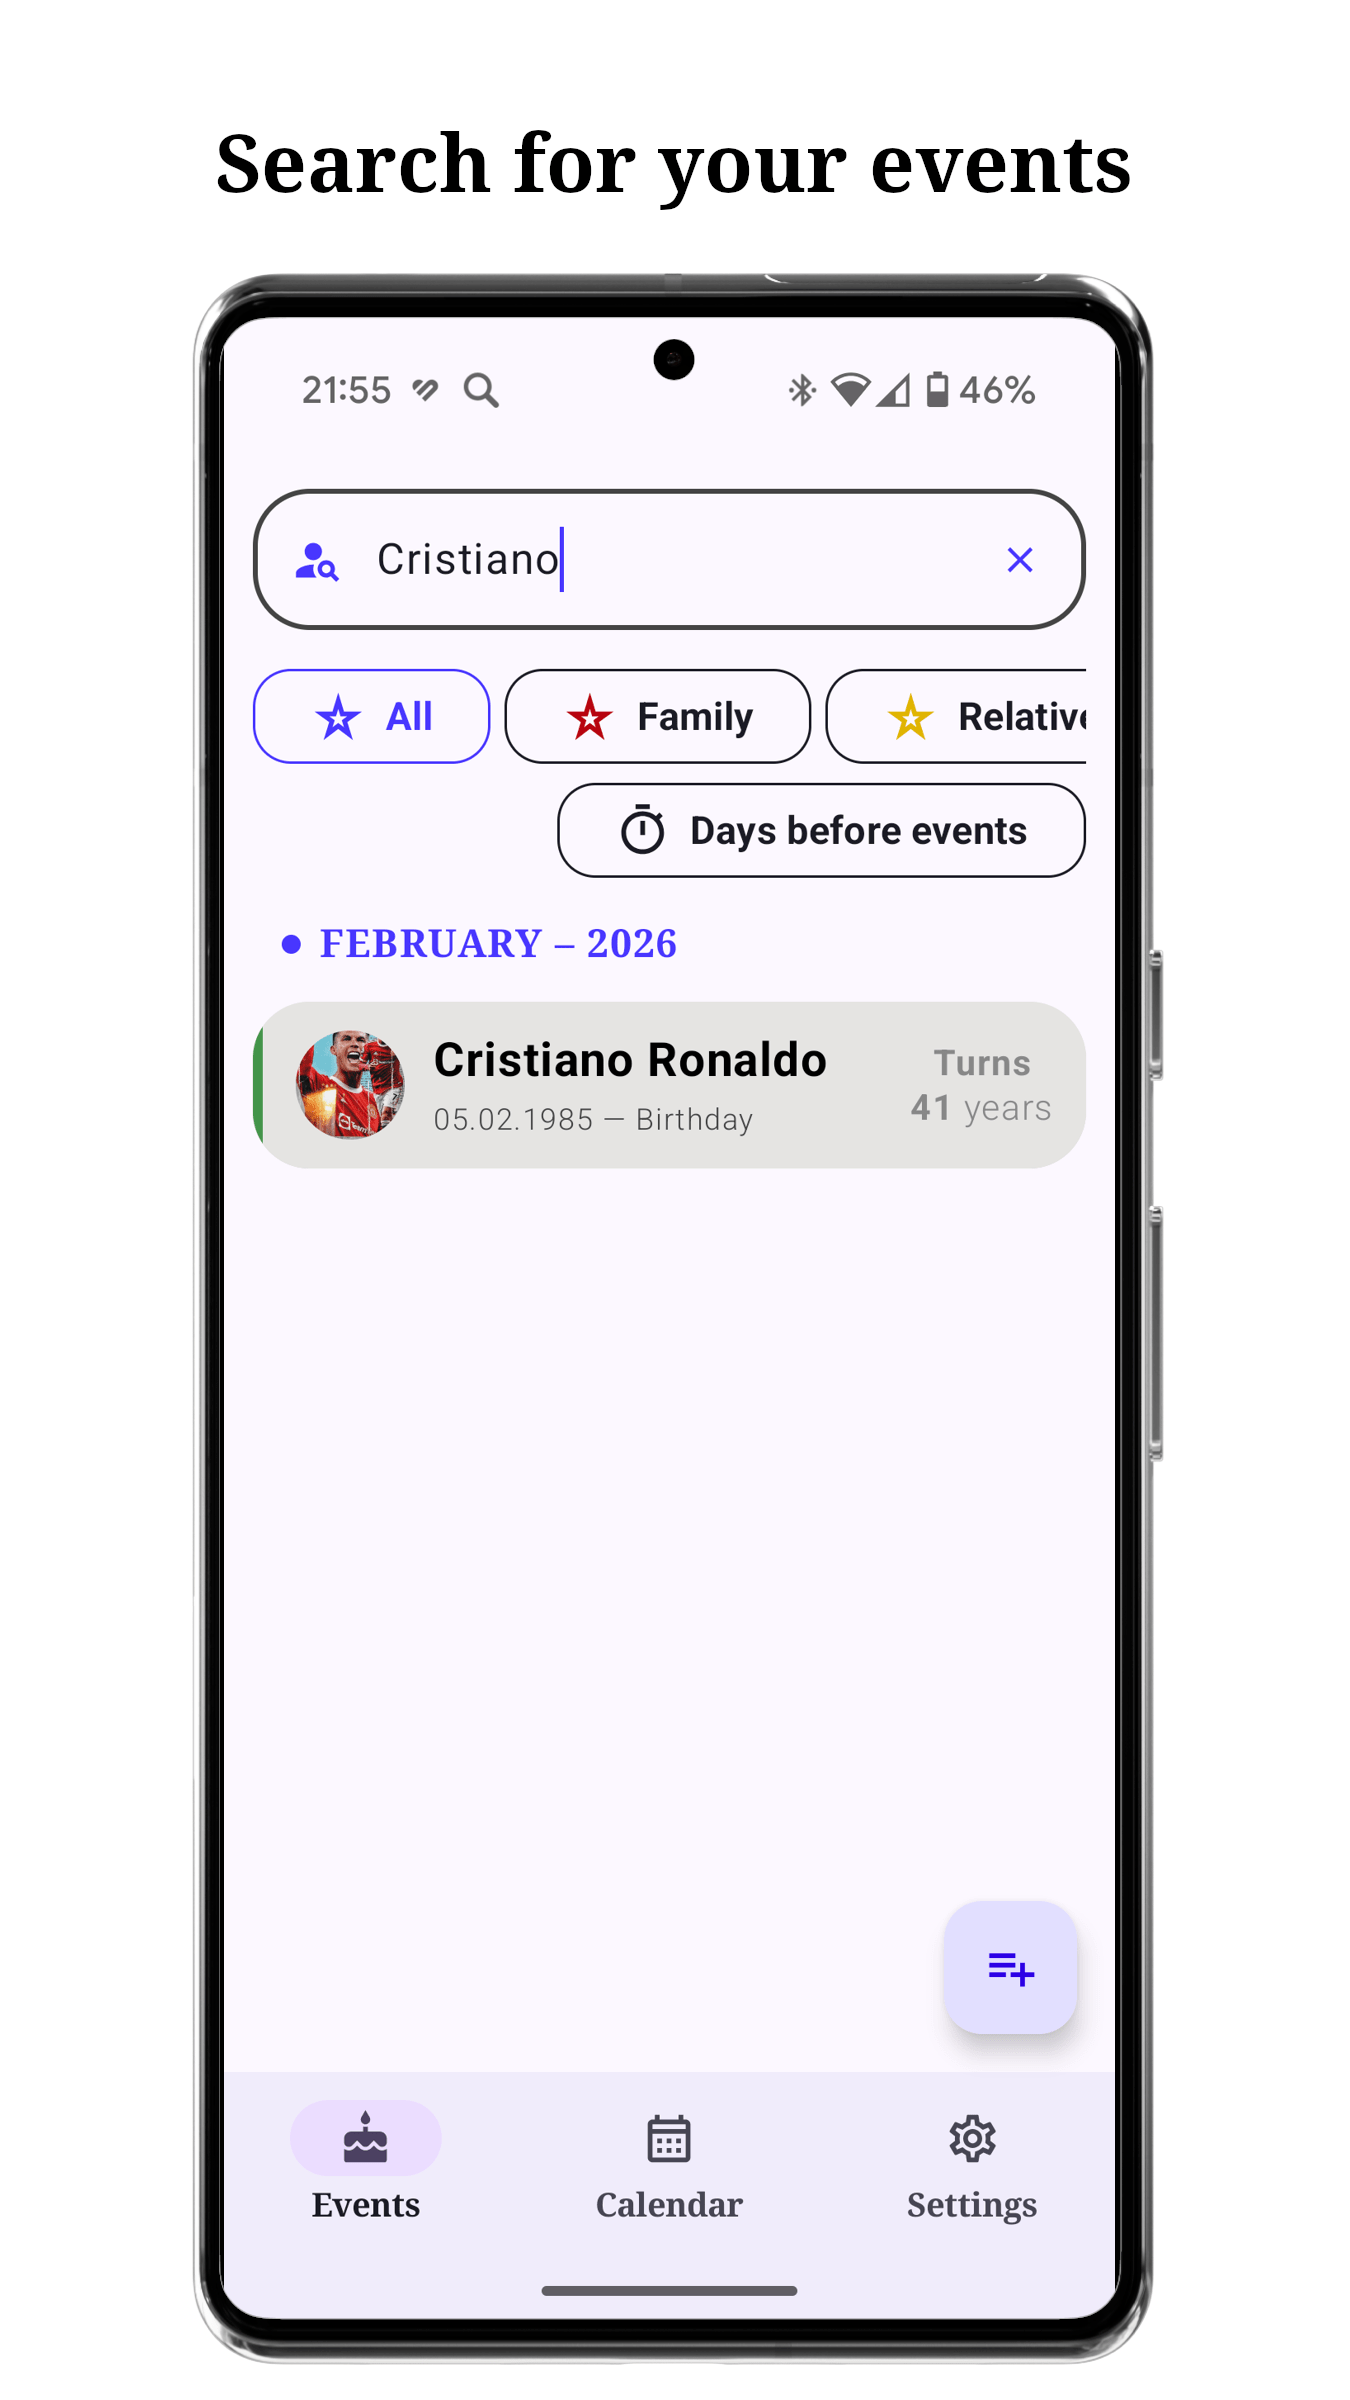 Search for your events
21:55
46%
Cristiano
All
Family
Relative
Days before events
FEBRUARY – 2026
Cristiano Ronaldo
05.02.1985 — Birthday
Turns
41 years
Events
Calendar
Settings